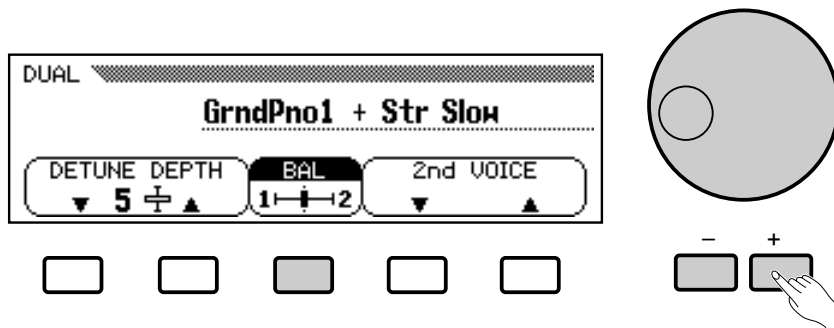 DUAL
GrndPno1 + Str Slow
DETUNE DEPTH BAL 2nd VOICE
▼ 5 ▲ 1 2 ▼ ▲
− +